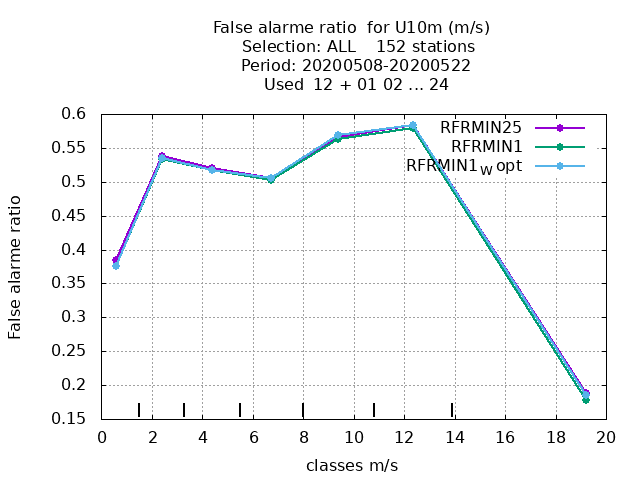 False alarme ratio  for U10m (m/s)
Selection: ALL    152 stations
Period: 20200508-20200522
Used  12 + 01 02 ... 24
0.6
0.55
0.5
0.45
0.4
0.35
0.3
0.25
0.2
0.15
False alarme ratio
RFRMIN25
RFRMIN1
RFRMIN1W opt
0 2 4 6 8 10 12 14 16 18 20
classes m/s